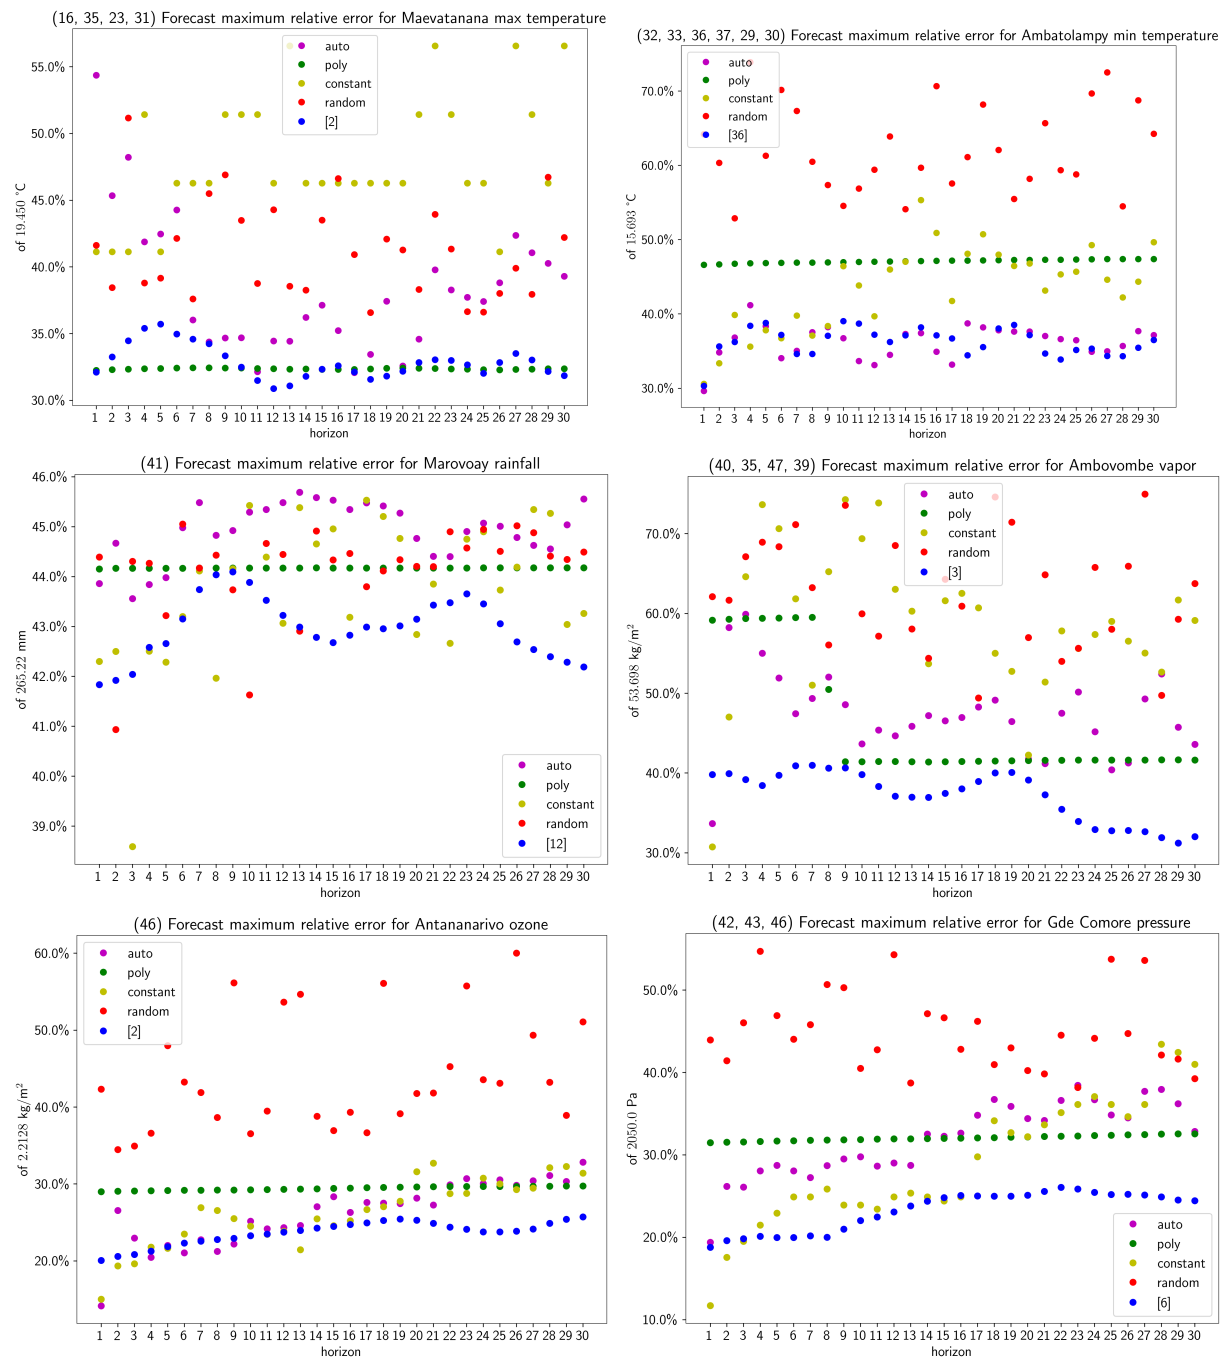 (16, 35, 23, 31) Forecast maximum relative error for Maevatanana max temperature
55.0%
50.0%
45.0%
40.0%
35.0%
30.0%
of 19.450 °C
auto
poly
constant
random
[2]
1 2 3 4 5 6 7 8 9 10 11 12 13 14 15 16 17 18 19 20 21 22 23 24 25 26 27 28 29 30
horizon
(32, 33, 36, 37, 29, 30) Forecast maximum relative error for Ambatolampy min temperature
70.0%
60.0%
50.0%
40.0%
30.0%
of 15.693 °C
auto
poly
constant
random
[36]
1 2 3 4 5 6 7 8 9 10 11 12 13 14 15 16 17 18 19 20 21 22 23 24 25 26 27 28 29 30
horizon
(41) Forecast maximum relative error for Marovoay rainfall
46.0%
45.0%
44.0%
43.0%
42.0%
41.0%
40.0%
39.0%
of 265.22 mm
auto
poly
constant
random
[12]
1 2 3 4 5 6 7 8 9 10 11 12 13 14 15 16 17 18 19 20 21 22 23 24 25 26 27 28 29 30
horizon
(40, 35, 47, 39) Forecast maximum relative error for Ambovombe vapor
70.0%
60.0%
50.0%
40.0%
30.0%
of 53.698 kg/m²
auto
poly
constant
random
[3]
1 2 3 4 5 6 7 8 9 10 11 12 13 14 15 16 17 18 19 20 21 22 23 24 25 26 27 28 29 30
horizon
(46) Forecast maximum relative error for Antananarivo ozone
60.0%
50.0%
40.0%
30.0%
20.0%
of 2.2128 kg/m²
auto
poly
constant
random
[2]
1 2 3 4 5 6 7 8 9 10 11 12 13 14 15 16 17 18 19 20 21 22 23 24 25 26 27 28 29 30
horizon
(42, 43, 46) Forecast maximum relative error for Gde Comore pressure
50.0%
40.0%
30.0%
20.0%
10.0%
of 2050.0 Pa
auto
poly
constant
random
[6]
1 2 3 4 5 6 7 8 9 10 11 12 13 14 15 16 17 18 19 20 21 22 23 24 25 26 27 28 29 30
horizon